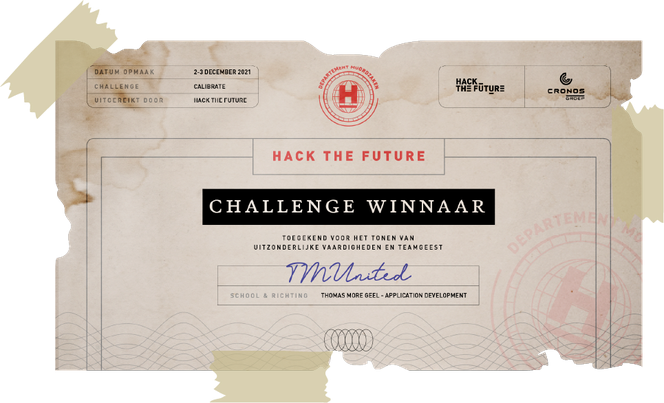 DATUM OPMAAK 2-3 DECEMBER 2021
CHALLENGE CALIBRATE
UITGEREIKT DOOR HACK THE FUTURE
DEPARTEMENT MOORDZAKEN
H
HACK_
THE FUTURE
CRONOS
GROEP
HACK THE FUTURE
CHALLENGE WINNAAR
TOEGEKEND VOOR HET TONEN VAN
UITZONDERLIJKE VAARDIGHEDEN EN TEAMGEEST
TMUnited
SCHOOL & RICHTING THOMAS MORE GEEL - APPLICATION DEVELOPMENT
DEPARTEMENT
H